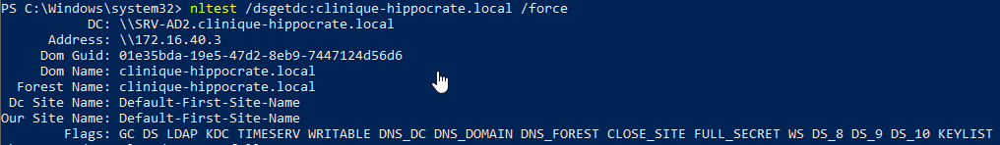 PS C:\Windows\system32> nltest /dsgetdc:clinique-hippocrate.local /force
DC: \\SRV-AD2.clinique-hippocrate.local
Address: \\172.16.40.3
Dom Guid: 01e35bda-19e5-47d2-8eb9-7447124d56d6
Dom Name: clinique-hippocrate.local
Forest Name: clinique-hippocrate.local
Dc Site Name: Default-First-Site-Name
Our Site Name: Default-First-Site-Name
Flags: GC DS LDAP KDC TIMESERV WRITABLE DNS_DC DNS_DOMAIN DNS_FOREST CLOSE_SITE FULL_SECRET WS DS_8 DS_9 DS_10 KEYLIST